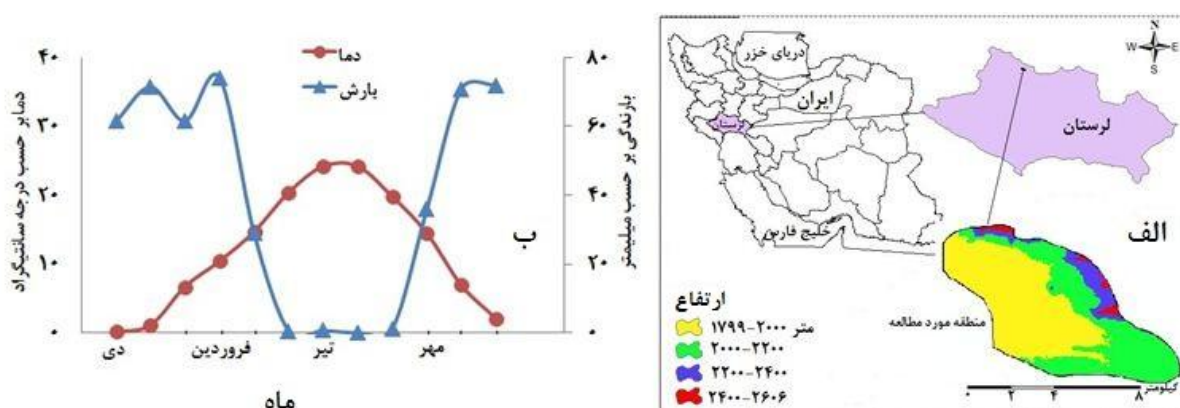 دما
بارش
دمابر حسب درجه سانتیگراد
۴۰
۳۰
۲۰
۱۰
۰
بارندگی بر حسب میلیمتر
۸۰
۶۰
۴۰
۲۰
۰
ب
دی
فروردین
تیر
مهر
ماه
N
W E
S
دریای خزر
ایران
لرستان
خلیج فارس
لرستان
الف
ارتفاع
۱۷۹۹-۲۰۰۰ متر
۲۰۰۰-۲۲۰۰
۲۲۰۰-۲۴۰۰
۲۴۰۰-۲۶۰۶
منطقه مورد مطالعه
۰ ۲ ۴ ۸ کیلومتر